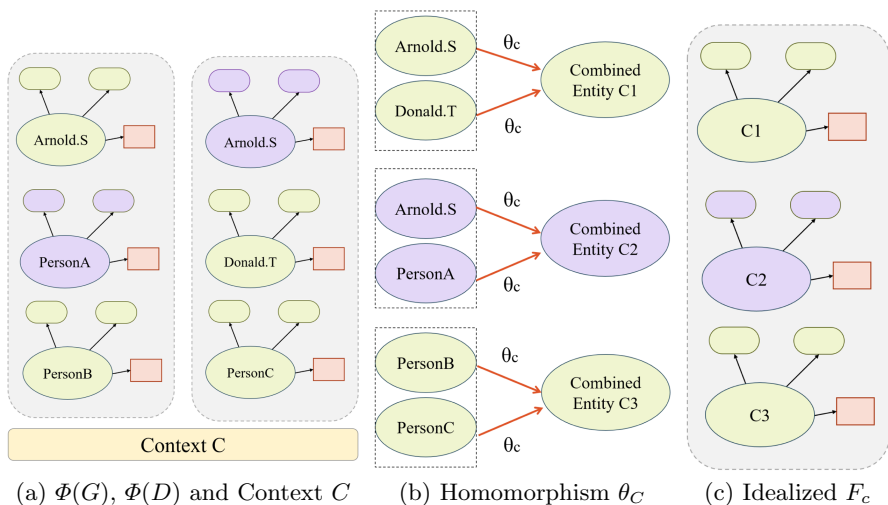 Arnold.S
PersonA
PersonB
Arnold.S
Donald.T
PersonC
Context C
(a) Φ(G), Φ(D) and Context C
Arnold.S
Donald.T
θc
θc
Combined
Entity C1
Arnold.S
PersonA
θc
θc
Combined
Entity C2
PersonB
PersonC
θc
θc
Combined
Entity C3
(b) Homomorphism θC
C1
C2
C3
(c) Idealized Fc